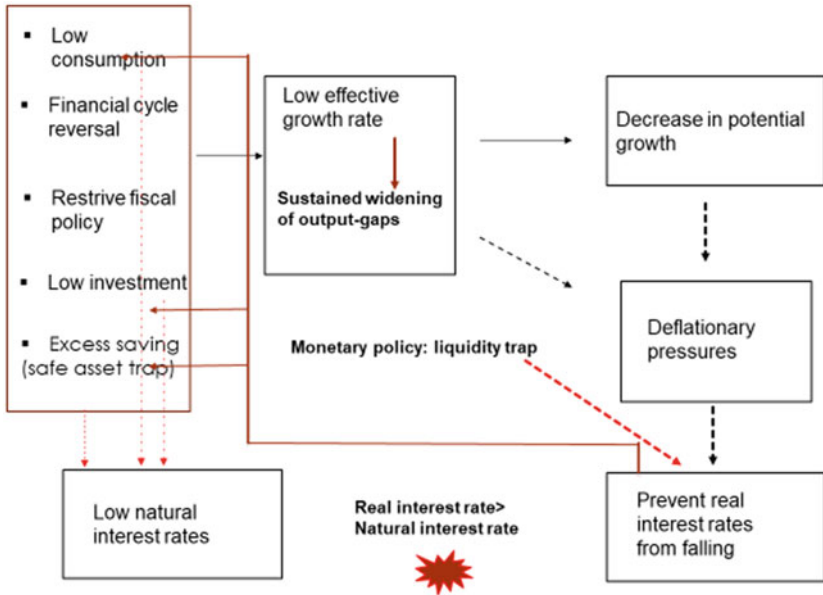 ▪ Low
consumption
▪ Financial cycle
reversal
▪ Restrive fiscal
policy
▪ Low investment
▪ Excess saving
(safe asset trap)
Low effective
growth rate
Sustained widening
of output-gaps
Decrease in potential
growth
Deflationary
pressures
Monetary policy: liquidity trap
Low natural
interest rates
Real interest rate>
Natural interest rate
Prevent real
interest rates
from falling